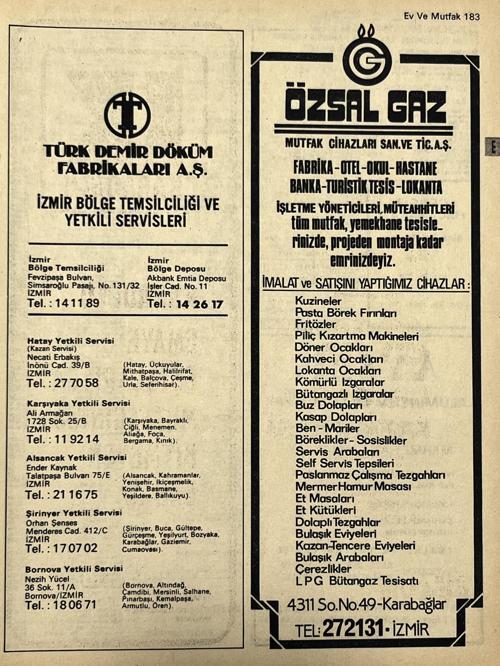 Ev Ve Mutfak 183
E
TÜRK DEMİR DÖKÜM
FABRİKALARI A.Ş.
İZMİR BÖLGE TEMSİLCİLİĞİ VE
YETKİLİ SERVİSLERİ
İzmir
Bölge Temsilciliği
Fevzipaşa Bulvarı,
Simsaroğlu Pasajı, No. 131/32
İZMİR
Tel. : 14 11 89
İzmir
Bölge Deposu
Akbank Emtia Deposu
İşler Cad. No. 11
İZMİR
Tel. : 14 26 17
Hatay Yetkili Servisi
(Kazan Servisi)
Necati Erbakış
İnönü Cad. 39/B
İZMİR
Tel. : 27 70 58
(Hatay, Üçkuyular,
Mithatpaşa, Halilrifat,
Kale, Balçova, Çeşme,
Urla, Seferihisar).
Karşıyaka Yetkili Servisi
Ali Armağan
1728 Sok. 25/B
İZMİR
Tel. : 11 92 14
(Karşıyaka, Bayraklı,
Çiğli, Menemen,
Aliağa, Foça,
Bergama, Kınık).
Alsancak Yetkili Servisi
Ender Kaynak
Talatpaşa Bulvarı 75/E
İZMİR
Tel. : 21 16 75
(Alsancak, Kahramanlar,
Yenişehir, İkiçeşmelik,
Konak, Basmane,
Yeşildere, Ballıkuyu).
Şirinyer Yetkili Servisi
Orhan Şenses
Menderes Cad. 412/C
İZMİR
Tel. : 17 07 02
(Şirinyer, Buca, Gültepe,
Gürçeşme, Yeşilyurt, Bozyaka,
Karabağlar, Gaziemir,
Cumaovası).
Bornova Yetkili Servisi
Nezih Yücel
36 Sok. 11/A
Bornova/İZMİR
Tel. : 18 06 71
(Bornova, Altındağ,
Çamdibi, Mersinli, Salhane,
Pınarbaşı, Kemalpaşa,
Armutlu, Ören).
G
ÖZSAL GAZ
MUTFAK CİHAZLARI SAN. VE TİC. A.Ş.
FABRİKA-OTEL-OKUL-HASTANE
BANKA-TURİSTİK TESİS-LOKANTA
İŞLETME YÖNETİCİLERİ, MÜTEAHHİTLERİ
tüm mutfak, yemekhane tesisle..
rinizde, projeden montaja kadar
emrinizdeyiz.
İMALAT ve SATIŞINI YAPTIĞIMIZ CİHAZLAR :
Kuzineler
Pasta Börek Fırınları
Fritözler
Piliç Kızartma Makineleri
Döner Ocakları
Kahveci Ocakları
Lokanta Ocakları
Kömürlü Izgaralar
Bütangazlı Izgaralar
Buz Dolapları
Kasap Dolapları
Ben-Mariler
Böreklikler-Sosislikler
Servis Arabaları
Self Servis Tepsileri
Paslanmaz Çalışma Tezgahları
Mermer Hamur Masası
Et Masaları
Et Kütükleri
Dolaplı Tezgahlar
Bulaşık Eviyeleri
Kazan-Tencere Eviyeleri
Bulaşık Arabaları
Çerezlikler
LPG Bütangaz Tesisatı
4311 So. No. 49-Karabağlar
TEL: 272131-İZMİR